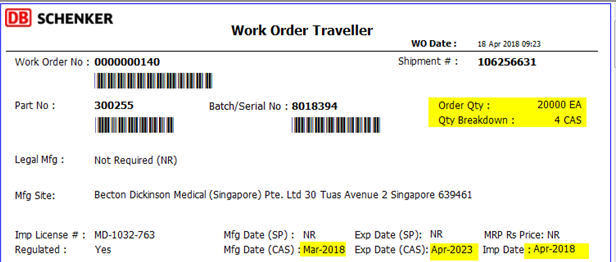 DB SCHENKER
Work Order Traveller
WO Date : 18 Apr 2018 09:23
Work Order No : 0000000140 Shipment # : 106256631
Part No : 300255 Batch/Serial No : 8018394 Order Qty : 20000 EA
Qty Breakdown : 4 CAS
Legal Mfg : Not Required (NR)
Mfg Site: Becton Dickinson Medical (Singapore) Pte. Ltd 30 Tuas Avenue 2 Singapore 639461
Imp License # : MD-1032-763 Mfg Date (SP) : NR Exp Date (SP): NR MRP Rs Price: NR
Regulated : Yes Mfg Date (CAS) : Mar-2018 Exp Date (CAS): Apr-2023 Imp Date : Apr-2018